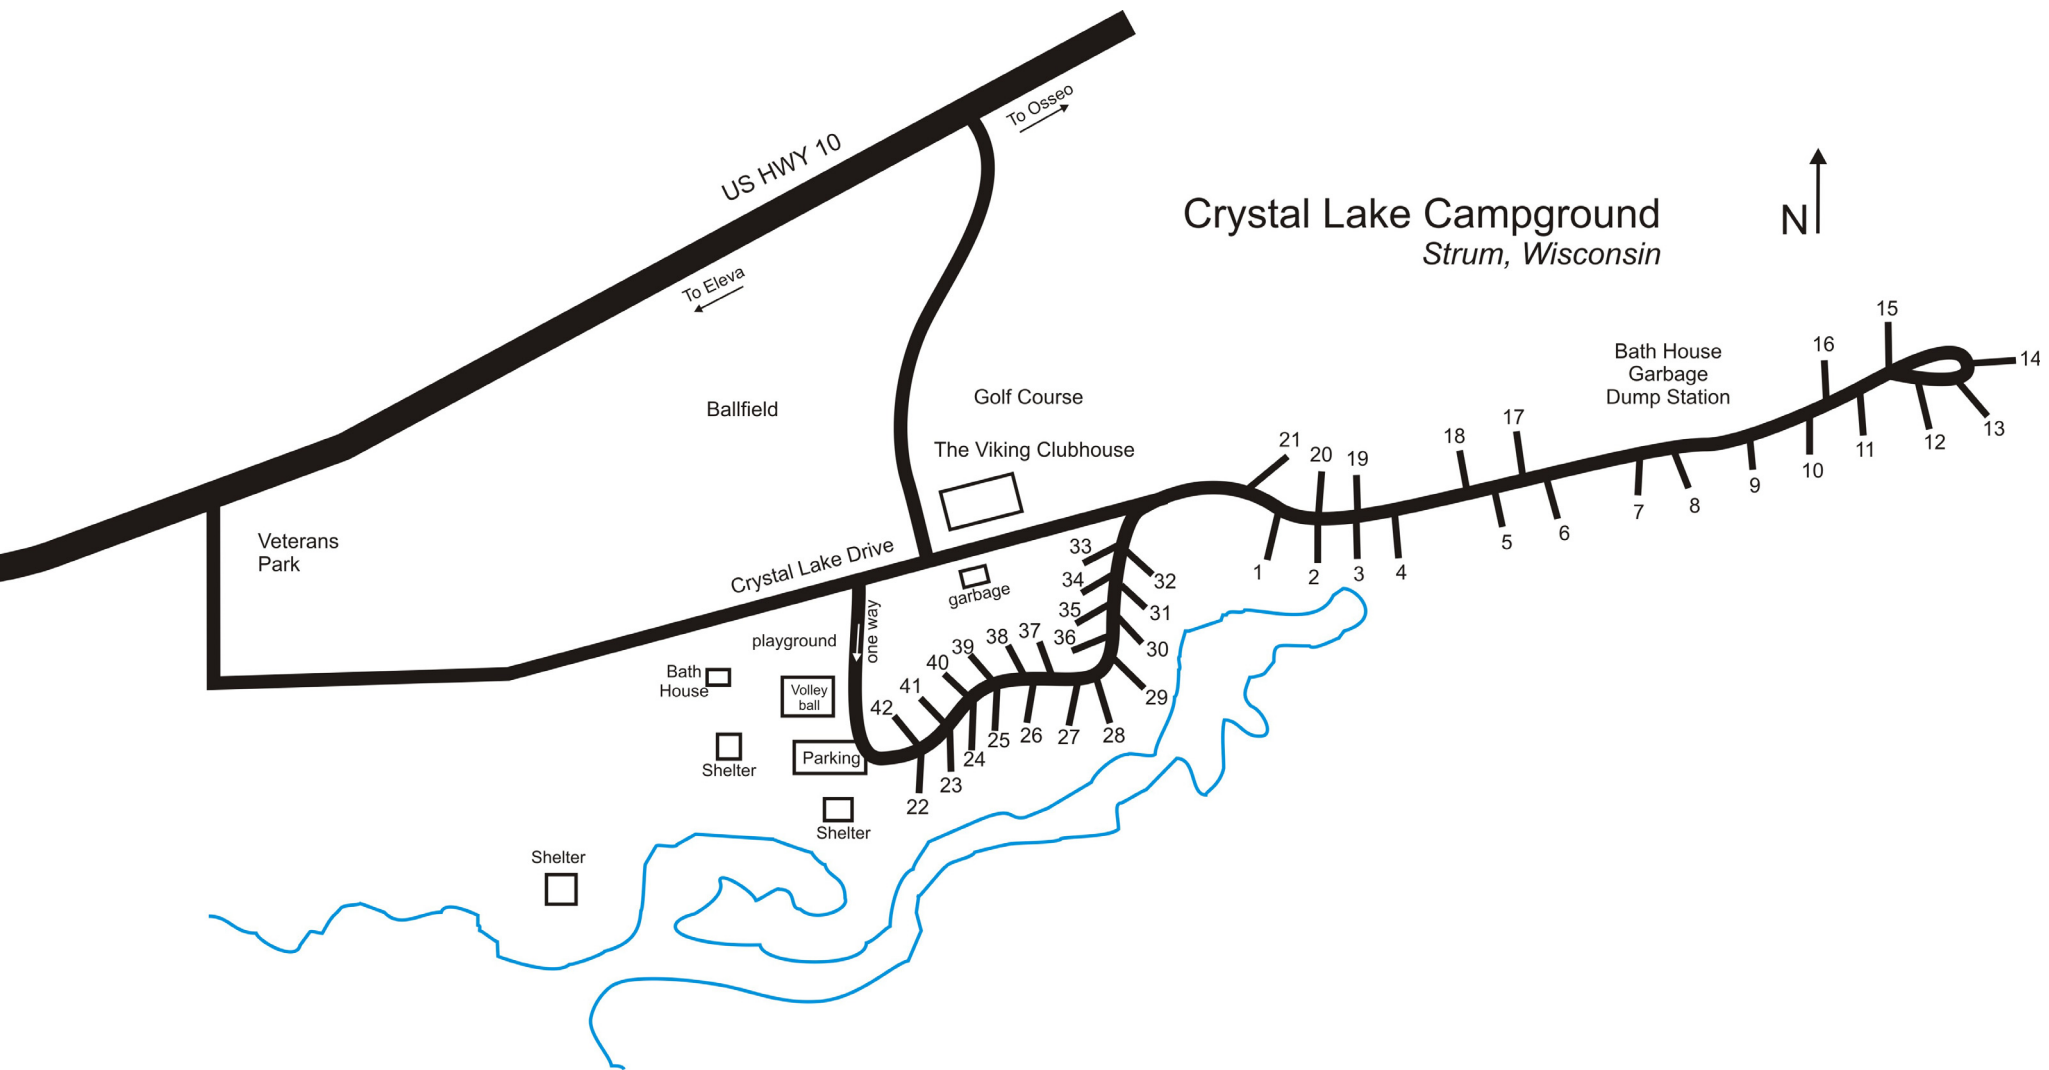 US HWY 10
To Osseo
To Eleva
Crystal Lake Campground
Strum, Wisconsin
N
Ballfield
Golf Course
The Viking Clubhouse
Bath House
Garbage
Dump Station
Veterans
Park
Crystal Lake Drive
garbage
one way
playground
Bath
House
Volley
ball
Parking
Shelter
Shelter
Shelter
15
16
14
17
18
13
12
11
10
9
8
7
6
5
21
20
19
1
2
3
4
33
34
35
36
32
31
30
29
37
38
39
40
41
42
28
27
26
25
24
23
22